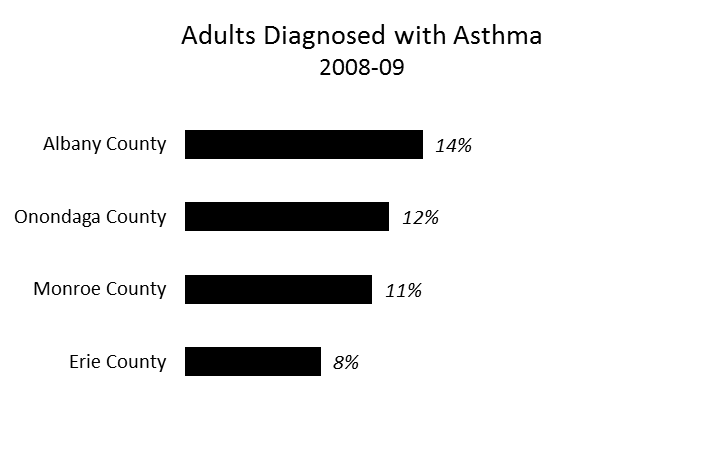 Adults Diagnosed with Asthma
2008-09
Albany County 14%
Onondaga County 12%
Monroe County 11%
Erie County 8%